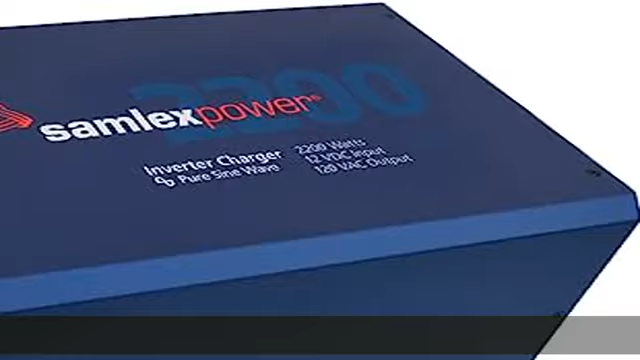 2200
samlexpower®
Inverter Charger
Pure Sine Wave
2200 Watts
12 VDC Input
120 VAC Output